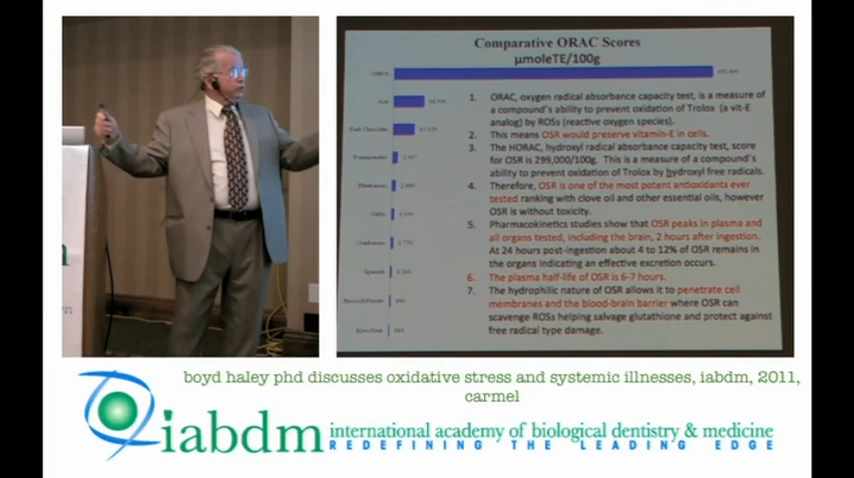 Comparative ORAC Scores
µmoleTE/100g
Acai
Dark Chocolate
Spinach
1. ORAC, oxygen radical absorbance capacity test, is a measure of
a compound's ability to prevent oxidation of Trolox (a vit-E
analog) by ROSs (reactive oxygen species).
2. This means OSR would preserve vitamin-E in cells.
3. The HORAC, hydroxyl radical absorbance capacity test, score
for OSR is 299,000/100g. This is a measure of a compound's
ability to prevent oxidation of Trolox by hydroxyl free radicals.
4. Therefore, OSR is one of the most potent antioxidants ever
tested ranking with clove oil and other essential oils, however
OSR is without toxicity.
5. Pharmacokinetics studies show that OSR peaks in plasma and
all organs tested, including the brain, 2 hours after ingestion.
At 24 hours post-ingestion about 4 to 12% of OSR remains in
the organs indicating an effective excretion occurs.
6. The plasma half-life of OSR is 6-7 hours.
7. The hydrophilic nature of OSR allows it to penetrate cell
membranes and the blood-brain barrier where OSR can
scavenge ROSs helping salvage glutathione and protect against
free radical type damage.
boyd haley phd discusses oxidative stress and systemic illnesses, iabdm, 2011,
carmel
iabdm international academy of biological dentistry & medicine
REDEFINING THE LEADING EDGE